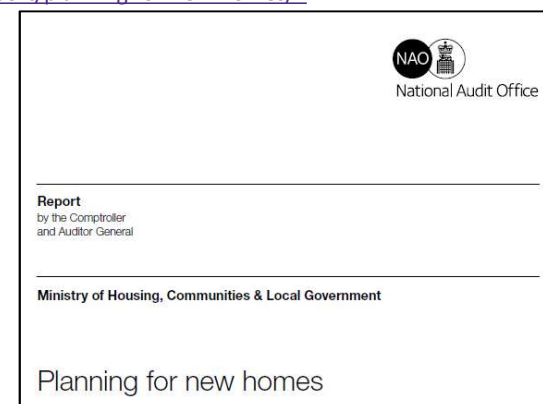 NAO
National Audit Office
Report
by the Comptroller
and Auditor General
Ministry of Housing, Communities & Local Government
Planning for new homes